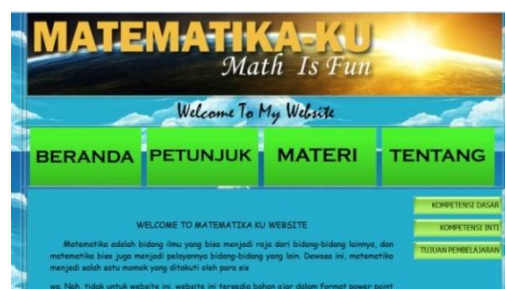 MATEMATIKA-KU
Math Is Fun
Welcome To My Website
BERANDA PETUNJUK MATERI TENTANG
KOMPETENSI DASAR
KOMPETENSI INTI
TUJUAN PEMBELAJARAN
WELCOME TO MATEMATIKA KU WEBSITE
Matematika adalah bidang ilmu yang bisa menjadi raja dari bidang-bidang lainnya, dan
matematika bisa juga menjadi pelayannya bidang-bidang yang lain. Dewasa ini, matematika
menjadi salah satu momok yang ditakuti oleh para sis
wa. Nah, tidak untuk website ini, website ini tersedia bahan ajar dalam format power point